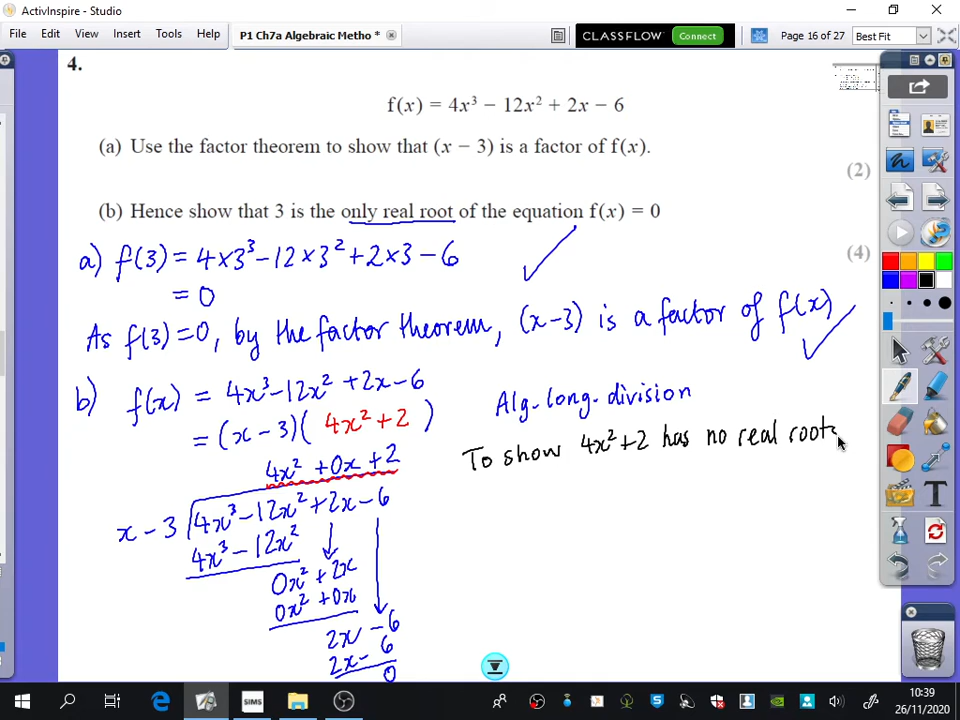 ActivInspire - Studio
File Edit View Insert Tools Help P1 Ch7a Algebraic Metho * CLASSFLOW Connect Page 16 of 27 Best Fit
4.
f(x) = 4x³ − 12x² + 2x − 6
(a) Use the factor theorem to show that (x − 3) is a factor of f(x).
(2)
(b) Hence show that 3 is the only real root of the equation f(x) = 0
(4)
a) f(3) = 4×3³ − 12×3² + 2×3 − 6
= 0
As f(3)=0, by the factor theorem, (x−3) is a factor of f(x)
b) f(x) = 4x³−12x²+2x−6
= (x−3)( 4x²+2 )
Alg-long-division
To show 4x²+2 has no real roots
4x² +0x +2
x − 3 4x³−12x²+2x−6
4x³−12x²
0x²+2x
0x²+0x
2x −6
2x − 6
0
SIMS
10:39
26/11/2020